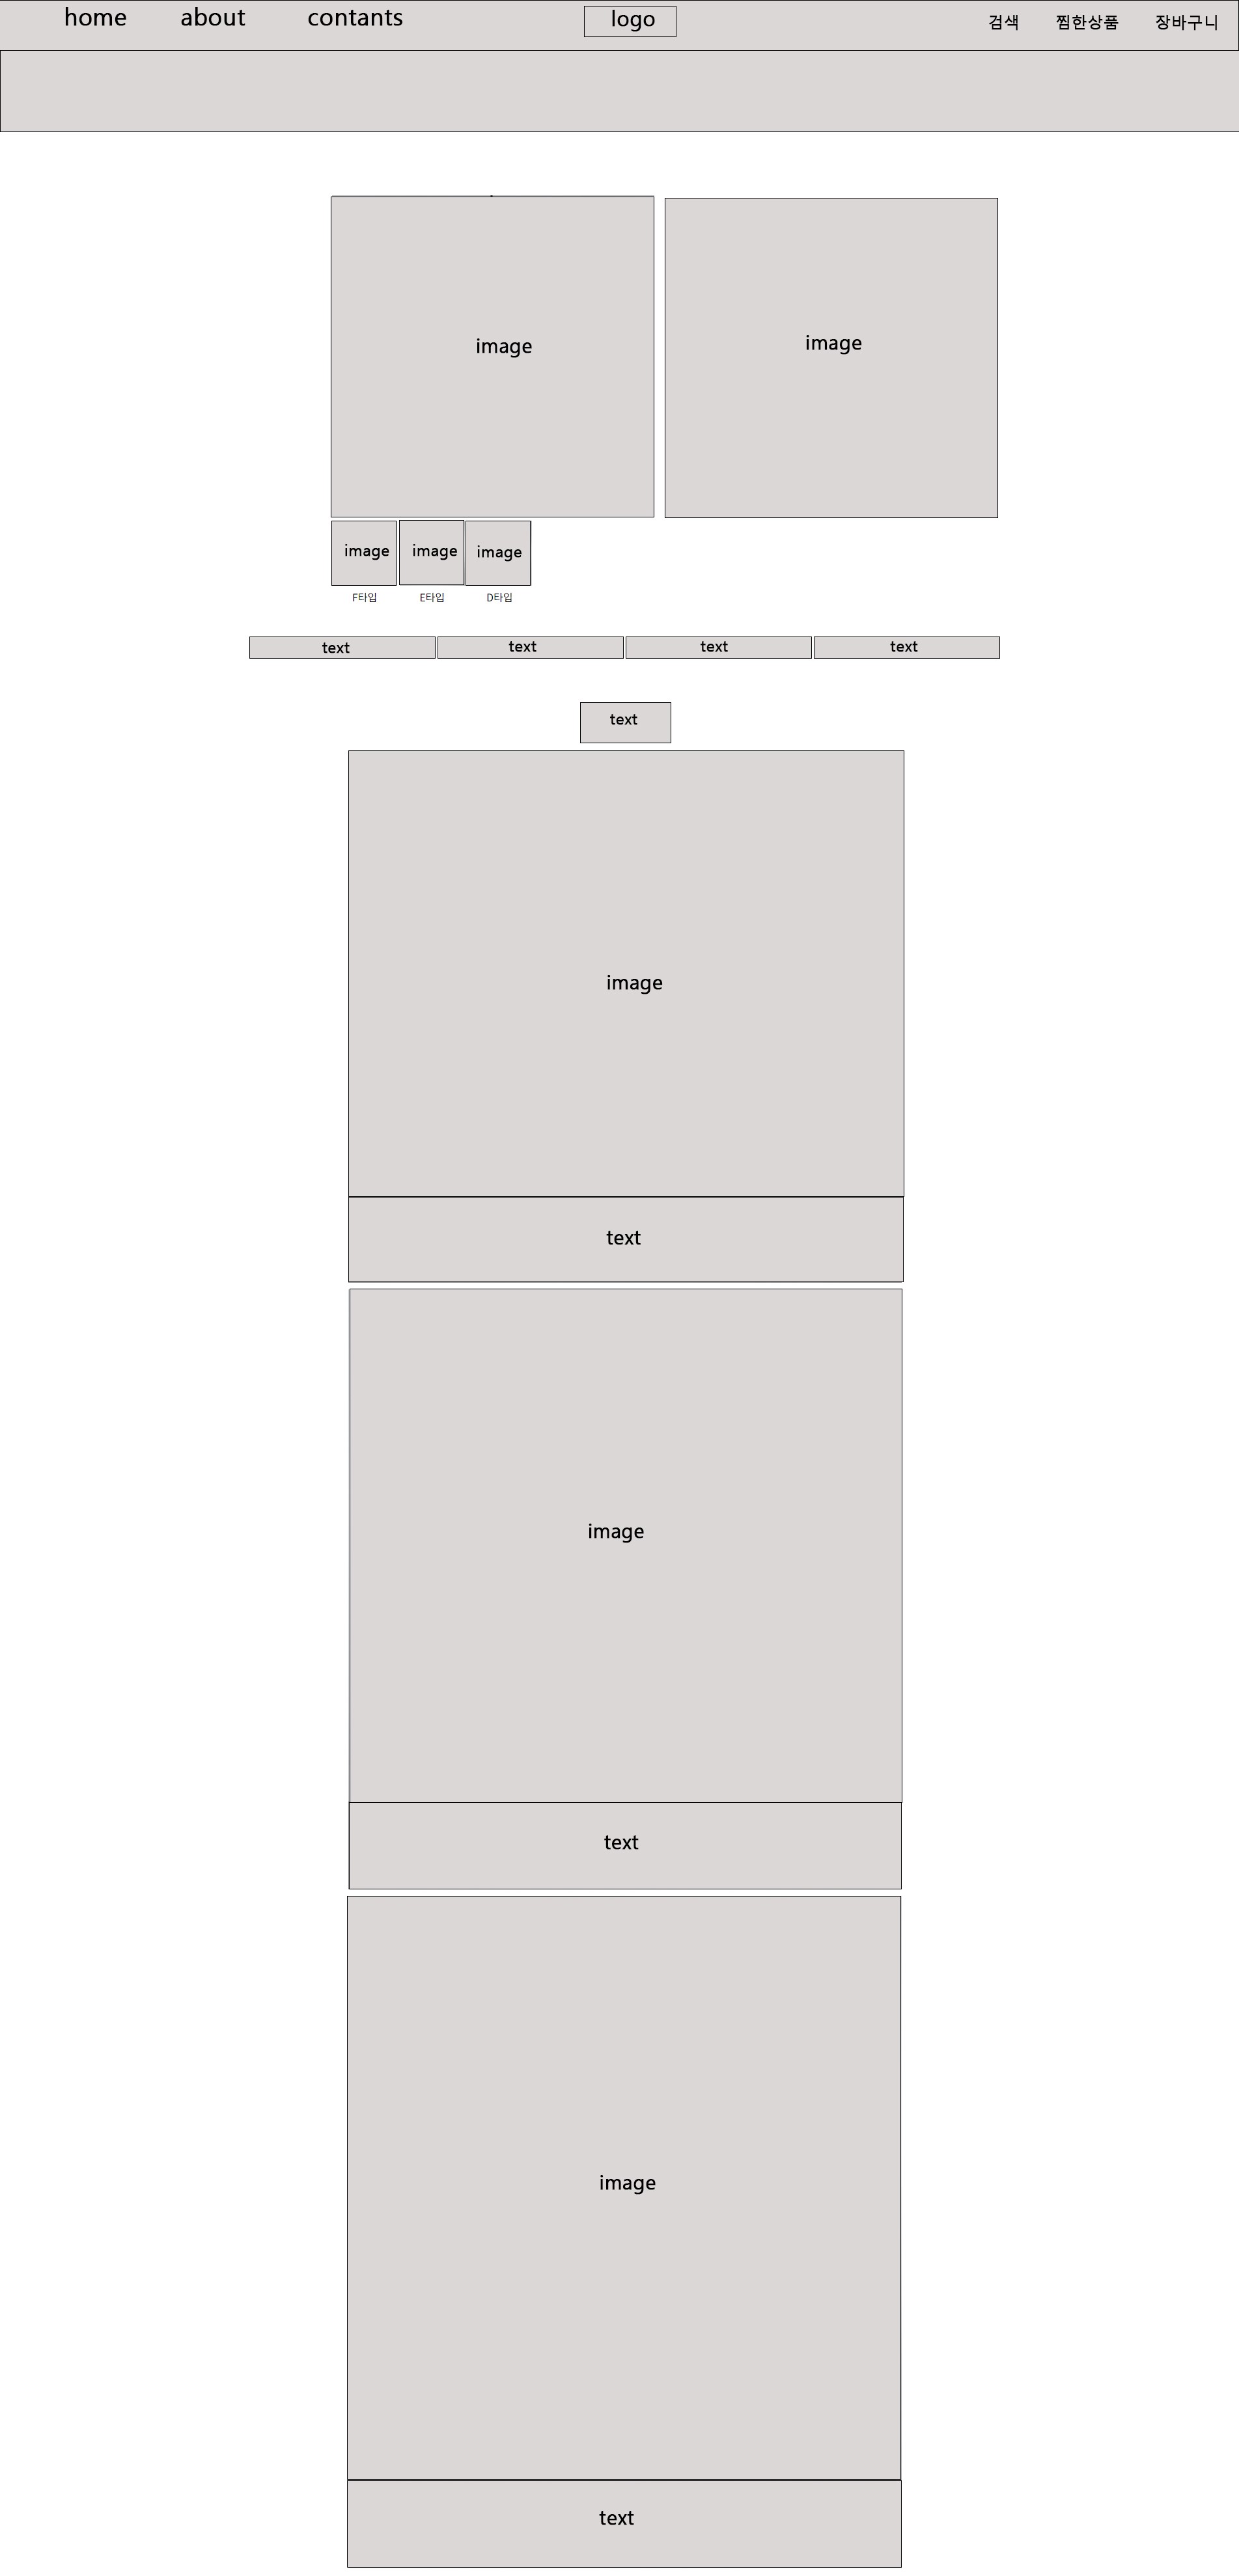 home about contants logo 검색 찜한상품 장바구니
image image
image image image
F타입 E타입 D타입
text text text text
text
image
text
image
text
image
text